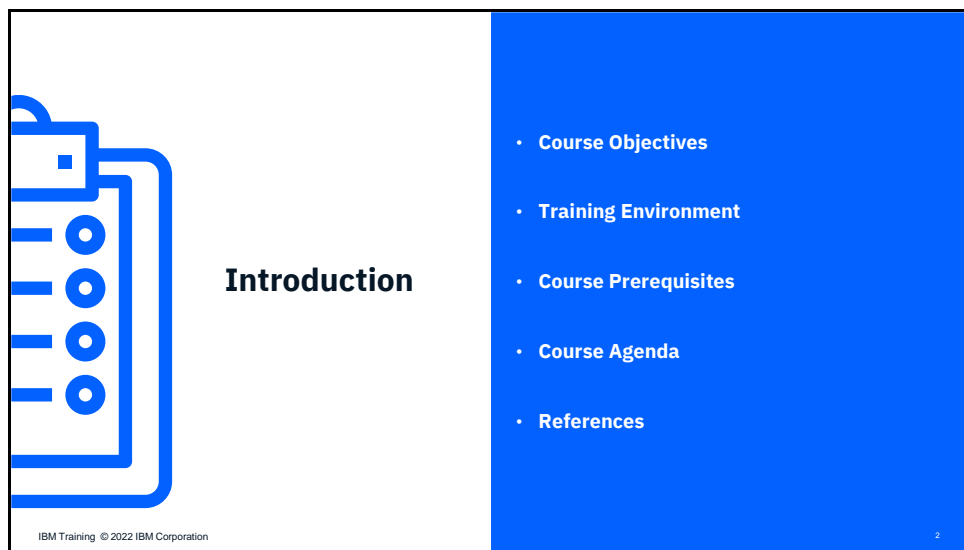 Introduction
• Course Objectives
• Training Environment
• Course Prerequisites
• Course Agenda
• References
IBM Training © 2022 IBM Corporation
2